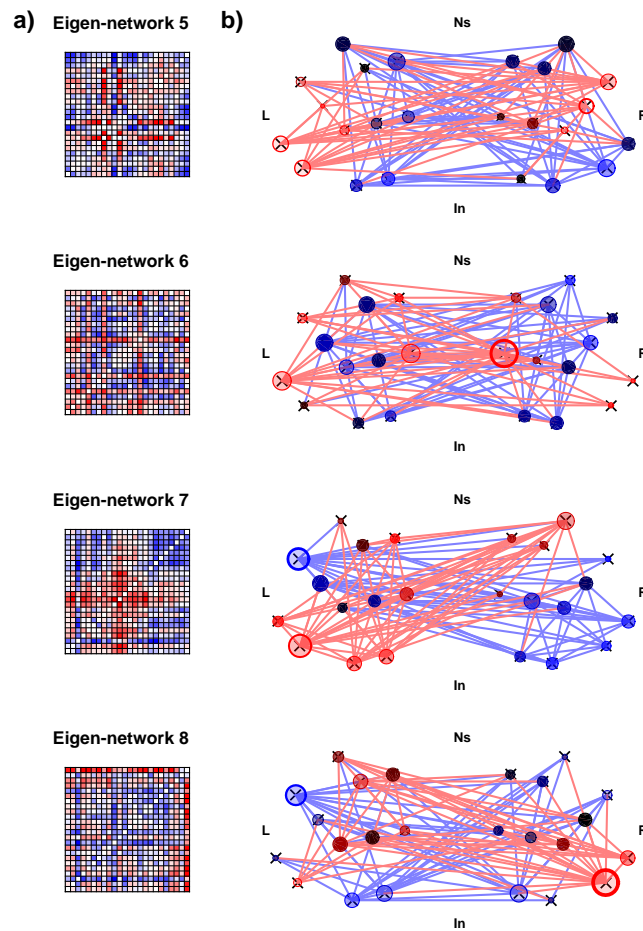 a) Eigen-network 5
b)
Ns
L
In
Eigen-network 6
Ns
L
In
Eigen-network 7
Ns
L
In
Eigen-network 8
Ns
L
In